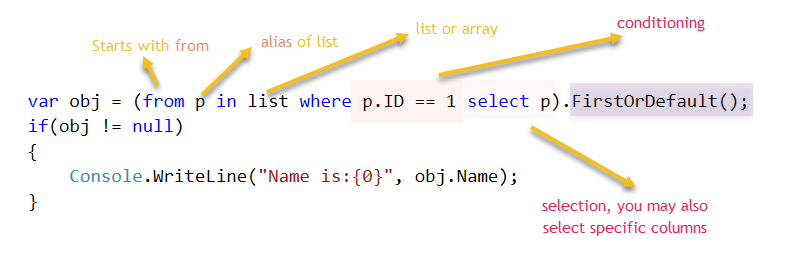 conditioning
list or array
alias of list
Starts with from
var obj = (from p in list where p.ID == 1 select p).FirstOrDefault();
if(obj != null)
{
    Console.WriteLine("Name is:{0}", obj.Name);
}
selection, you may also
select specific columns